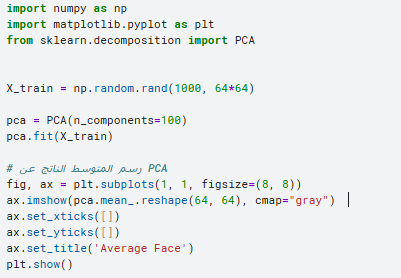 import numpy as np
import matplotlib.pyplot as plt
from sklearn.decomposition import PCA
X_train = np.random.rand(1000, 64*64)
pca = PCA(n_components=100)
pca.fit(X_train)
# رسم المتوسط الناتج عن PCA
fig, ax = plt.subplots(1, 1, figsize=(8, 8))
ax.imshow(pca.mean_.reshape(64, 64), cmap="gray")
ax.set_xticks([])
ax.set_yticks([])
ax.set_title('Average Face')
plt.show()